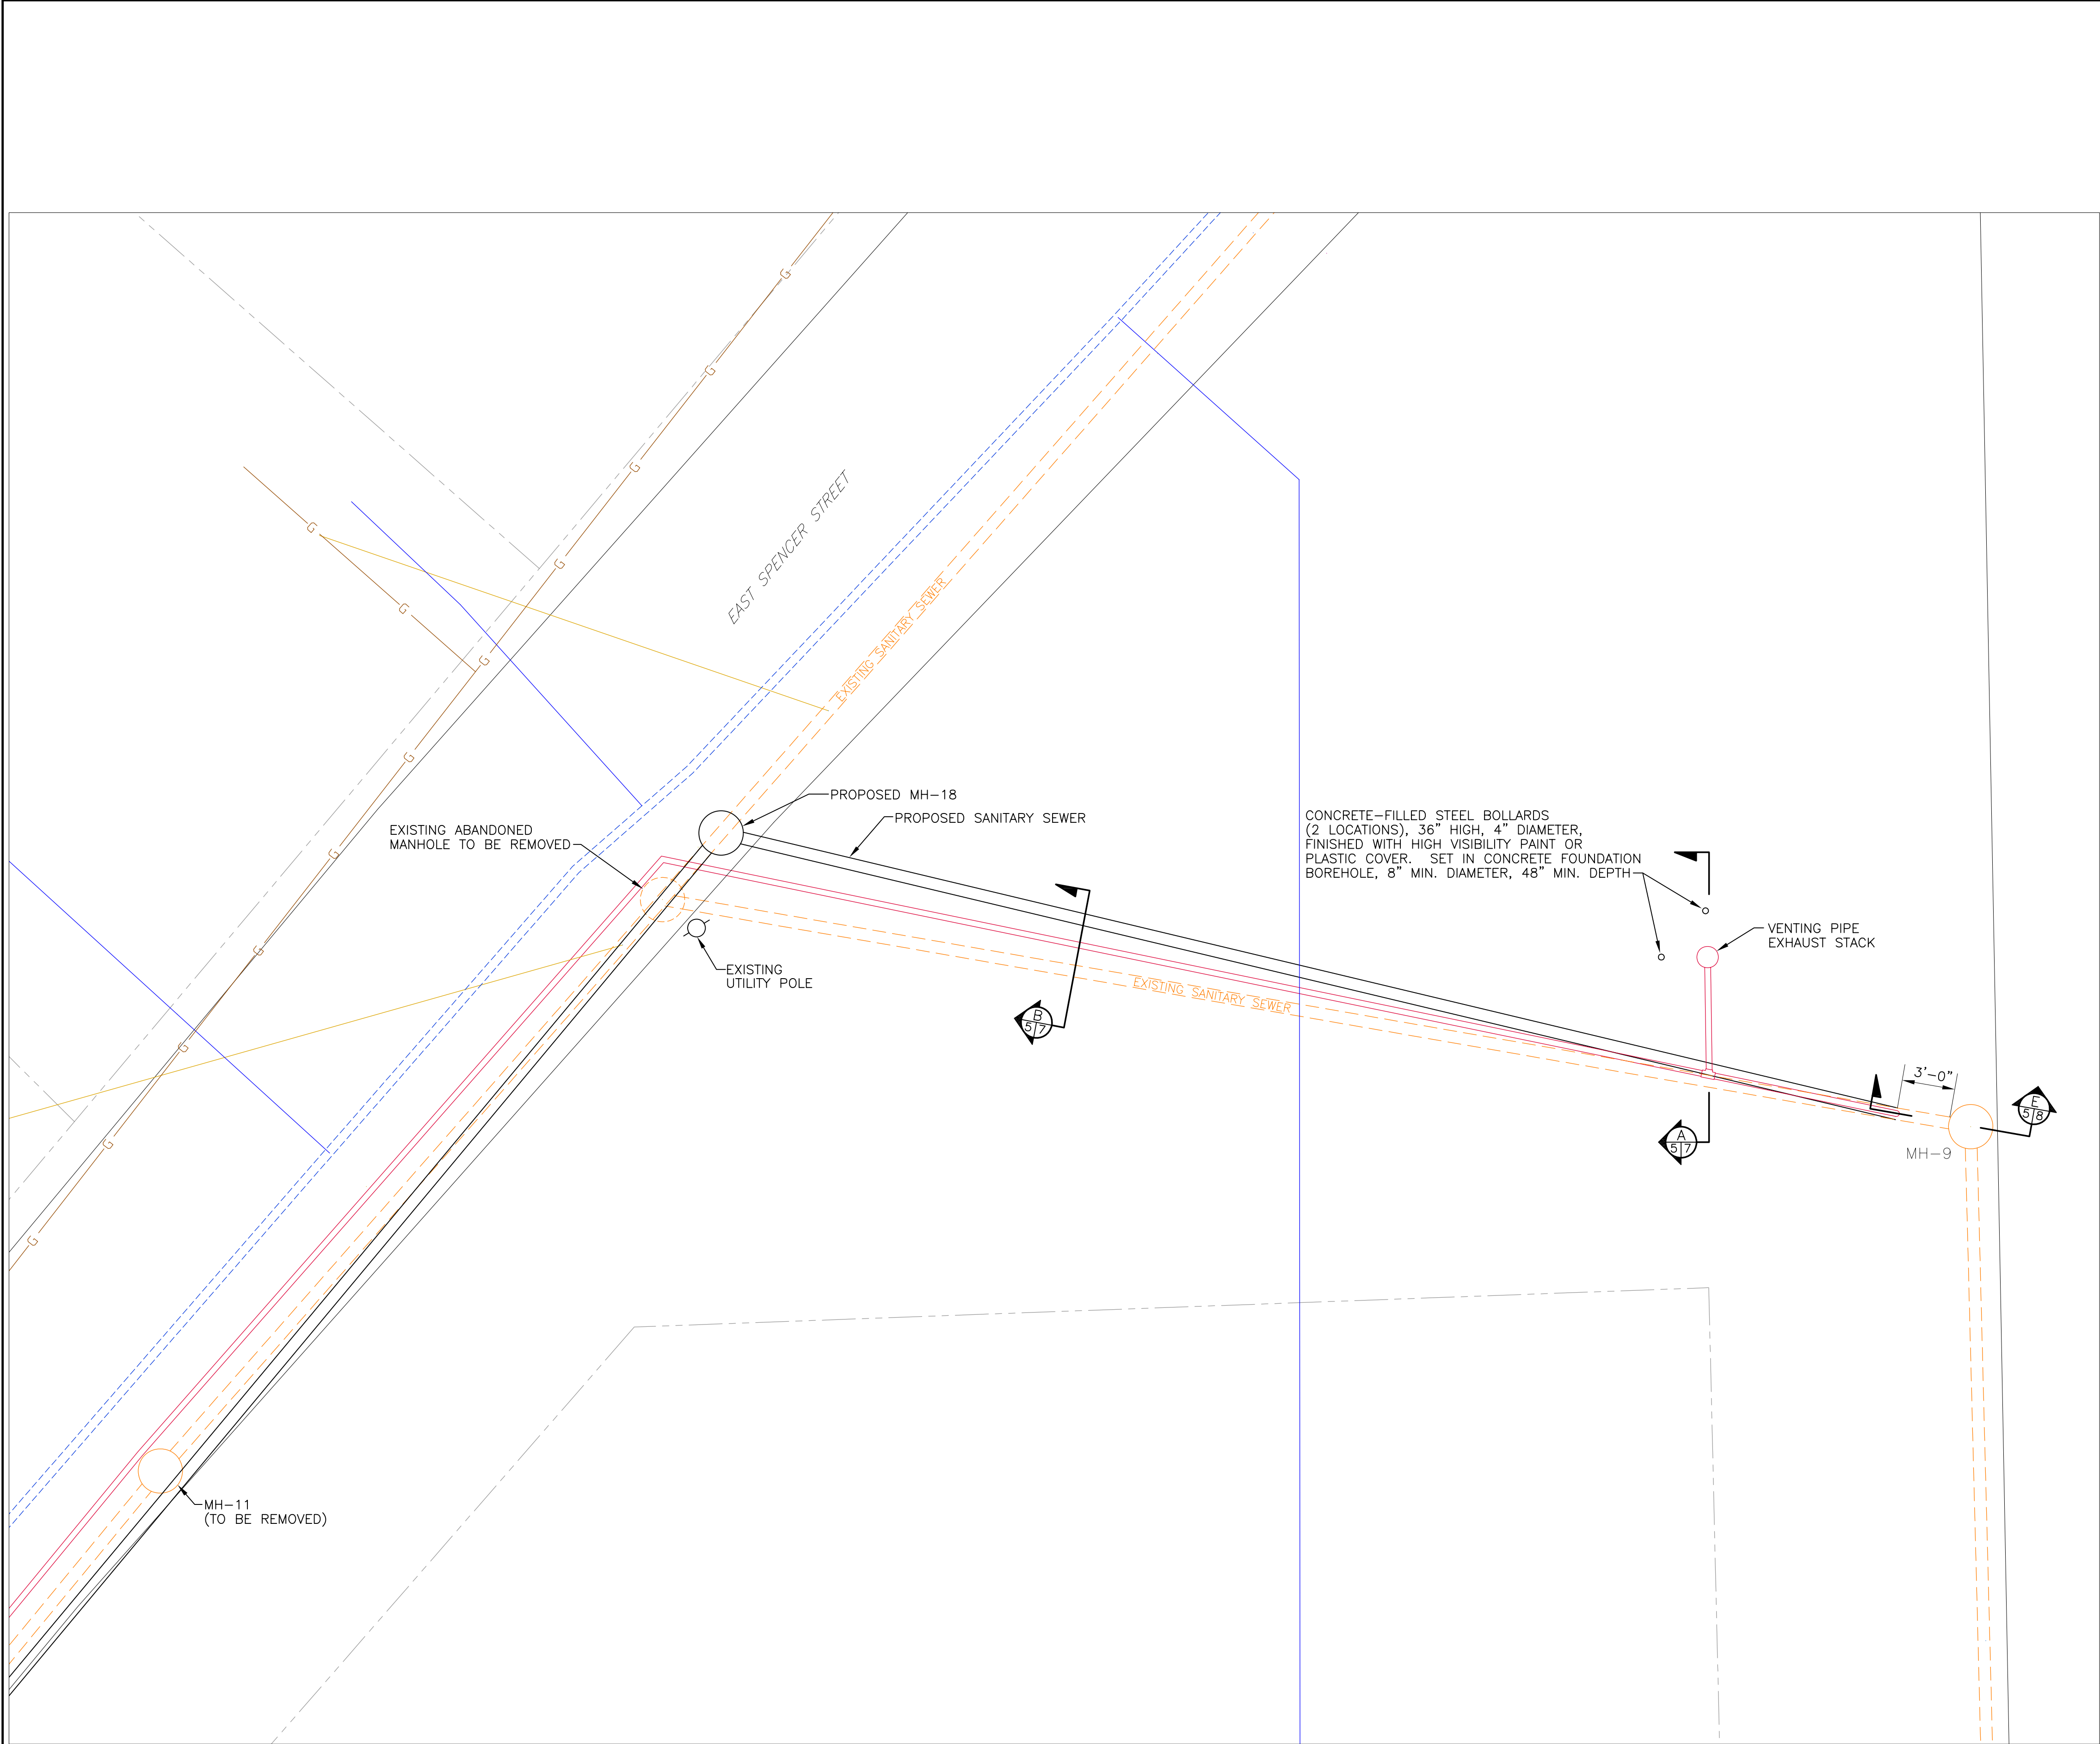 G
G
G
G
G
EAST SPENCER STREET
G
G
EXISTING SANITARY SEWER
G
G
PROPOSED MH-18
PROPOSED SANITARY SEWER
EXISTING ABANDONED
MANHOLE TO BE REMOVED
G
CONCRETE-FILLED STEEL BOLLARDS
(2 LOCATIONS), 36" HIGH, 4" DIAMETER,
FINISHED WITH HIGH VISIBILITY PAINT OR
PLASTIC COVER. SET IN CONCRETE FOUNDATION
BOREHOLE, 8" MIN. DIAMETER, 48" MIN. DEPTH
VENTING PIPE
EXHAUST STACK
G
EXISTING
UTILITY POLE
EXISTING SANITARY SEWER
B
5 7
G
3'-0"
E
5 8
A
5 7
G
MH-9
G
MH-11
(TO BE REMOVED)